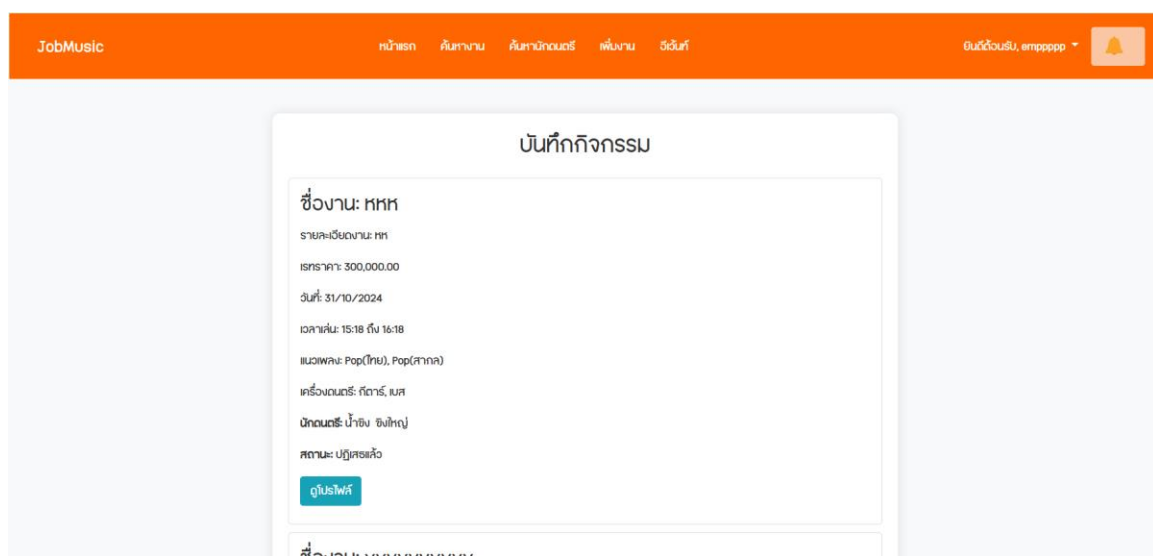 JobMusic หน้าแรก ค้นหางาน ค้นหานักดนตรี เพิ่มงาน อีเว้นท์ ยินดีต้อนรับ, emppppp
บันทึกกิจกรรม
ชื่องาน: หหห
รายละเอียดงาน: หห
เรทราคา: 300,000.00
วันที่: 31/10/2024
เวลาเล่น: 15:18 ถึง 16:18
แนวเพลง: Pop(ไทย), Pop(สากล)
เครื่องดนตรี: กีตาร์, เบส
นักดนตรี: น้ำขิง ขิงใหญ่
สถานะ: ปฏิเสธแล้ว
ดูโปรไฟล์
ชื่องาน: